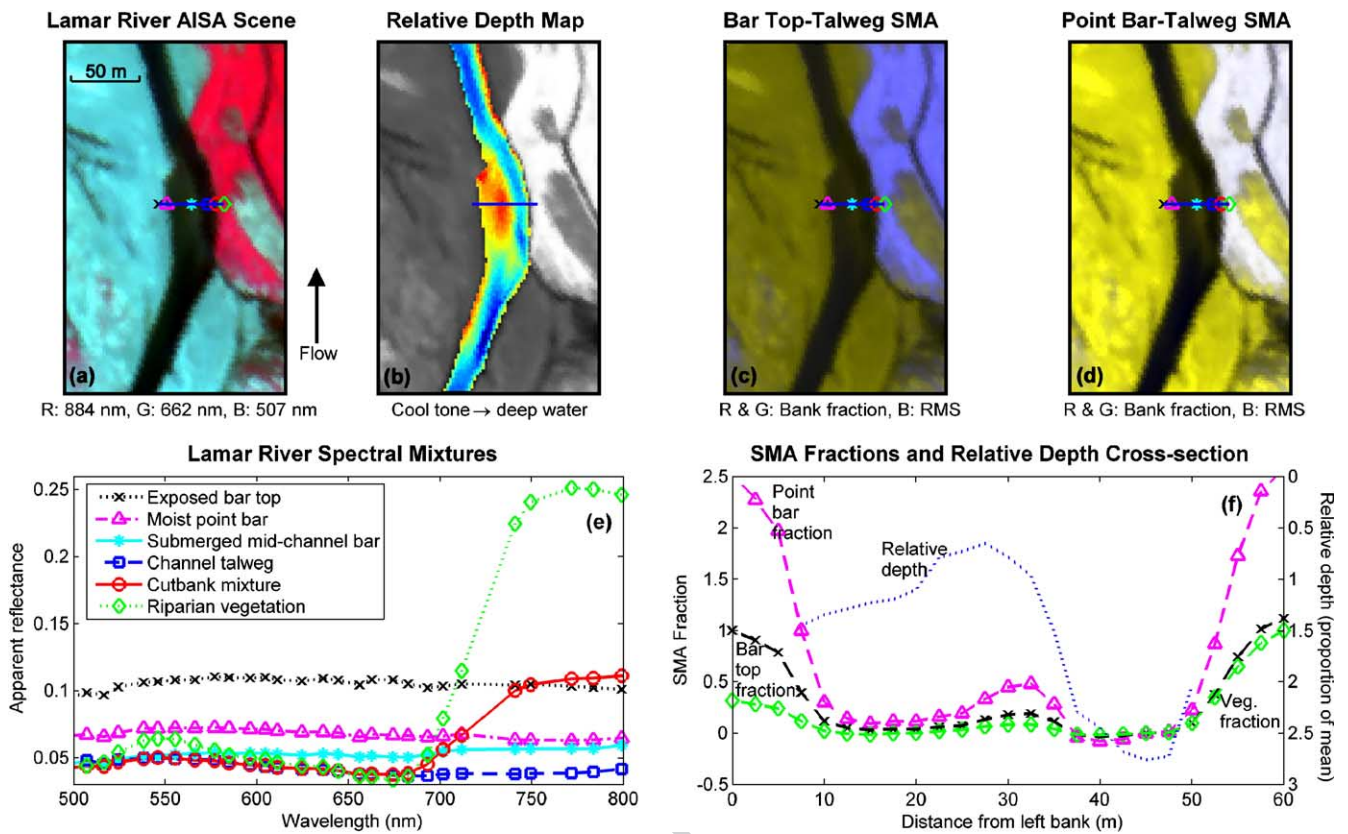 Lamar River AISA Scene
Relative Depth Map
Bar Top-Talweg SMA
Point Bar-Talweg SMA
50 m
Flow
(a)
(b)
(c)
(d)
R: 884 nm, G: 662 nm, B: 507 nm
Cool tone → deep water
R & G: Bank fraction, B: RMS
R & G: Bank fraction, B: RMS
Lamar River Spectral Mixtures
0.25
0.2
0.15
0.1
0.05
Apparent reflectance
Exposed bar top
Moist point bar
Submerged mid-channel bar
Channel talweg
Cutbank mixture
Riparian vegetation
(e)
500 550 600 650 700 750 800
Wavelength (nm)
SMA Fractions and Relative Depth Cross-section
2.5
2
1.5
1
0.5
0
-0.5
SMA Fraction
Point
bar
fraction
Relative
depth
(f)
Bar
top
fraction
Veg.
fraction
0
0.5
1
1.5
2
2.5
3
Relative depth (proportion of mean)
0 10 20 30 40 50 60
Distance from left bank (m)